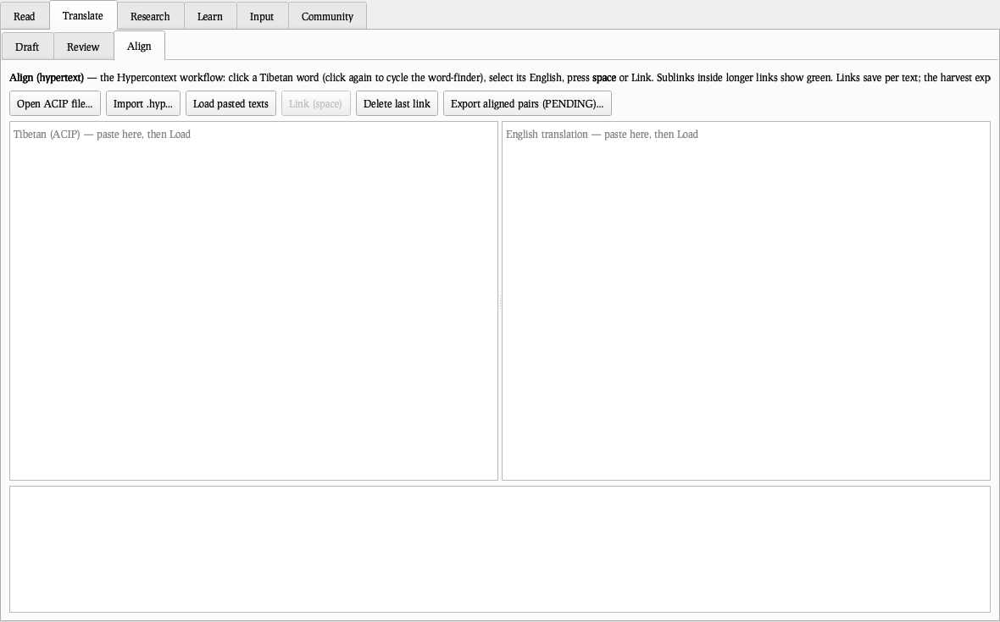 Read Translate Research Learn Input Community
Draft Review Align
Align (hypertext) — the Hypercontext workflow: click a Tibetan word (click again to cycle the word-finder), select its English, press space or Link. Sublinks inside longer links show green. Links save per text; the harvest exp
Open ACIP file... Import .hyp... Load pasted texts Link (space) Delete last link Export aligned pairs (PENDING)...
Tibetan (ACIP) — paste here, then Load English translation — paste here, then Load